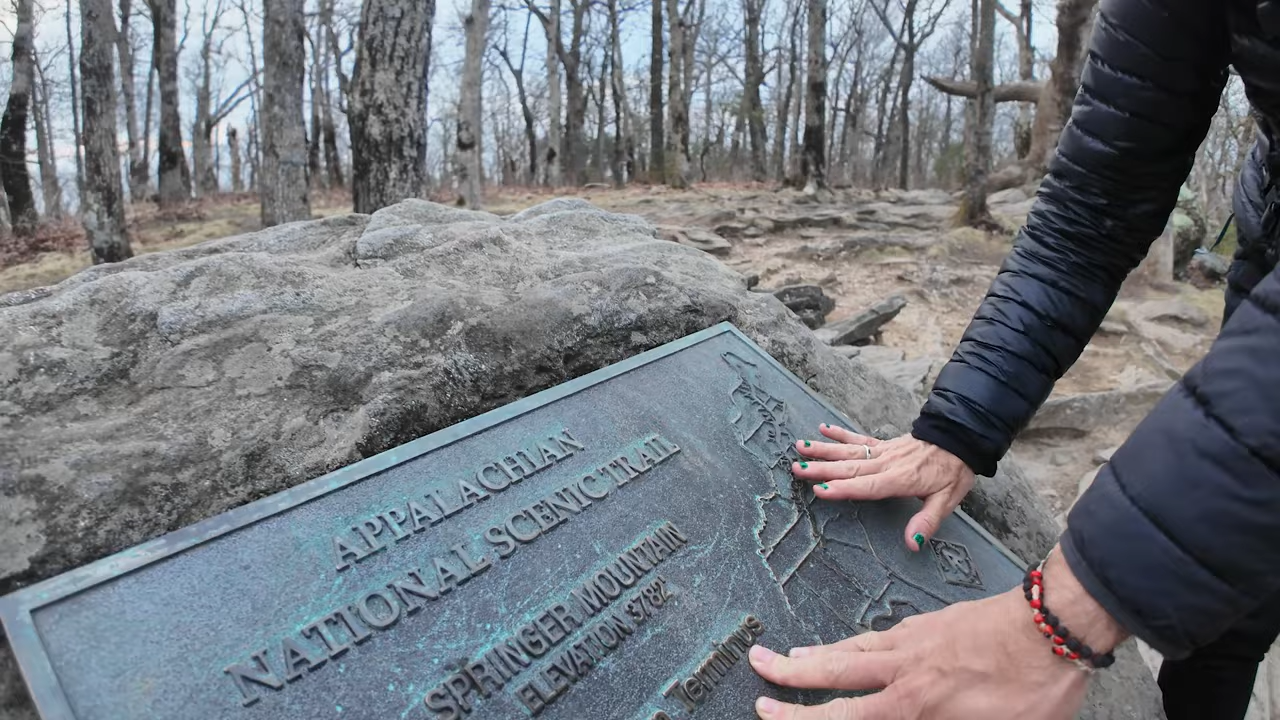 APPALACHIAN
NATIONAL SCENIC TRAIL
SPRINGER MOUNTAIN
ELEVATION 3782'
Terminus